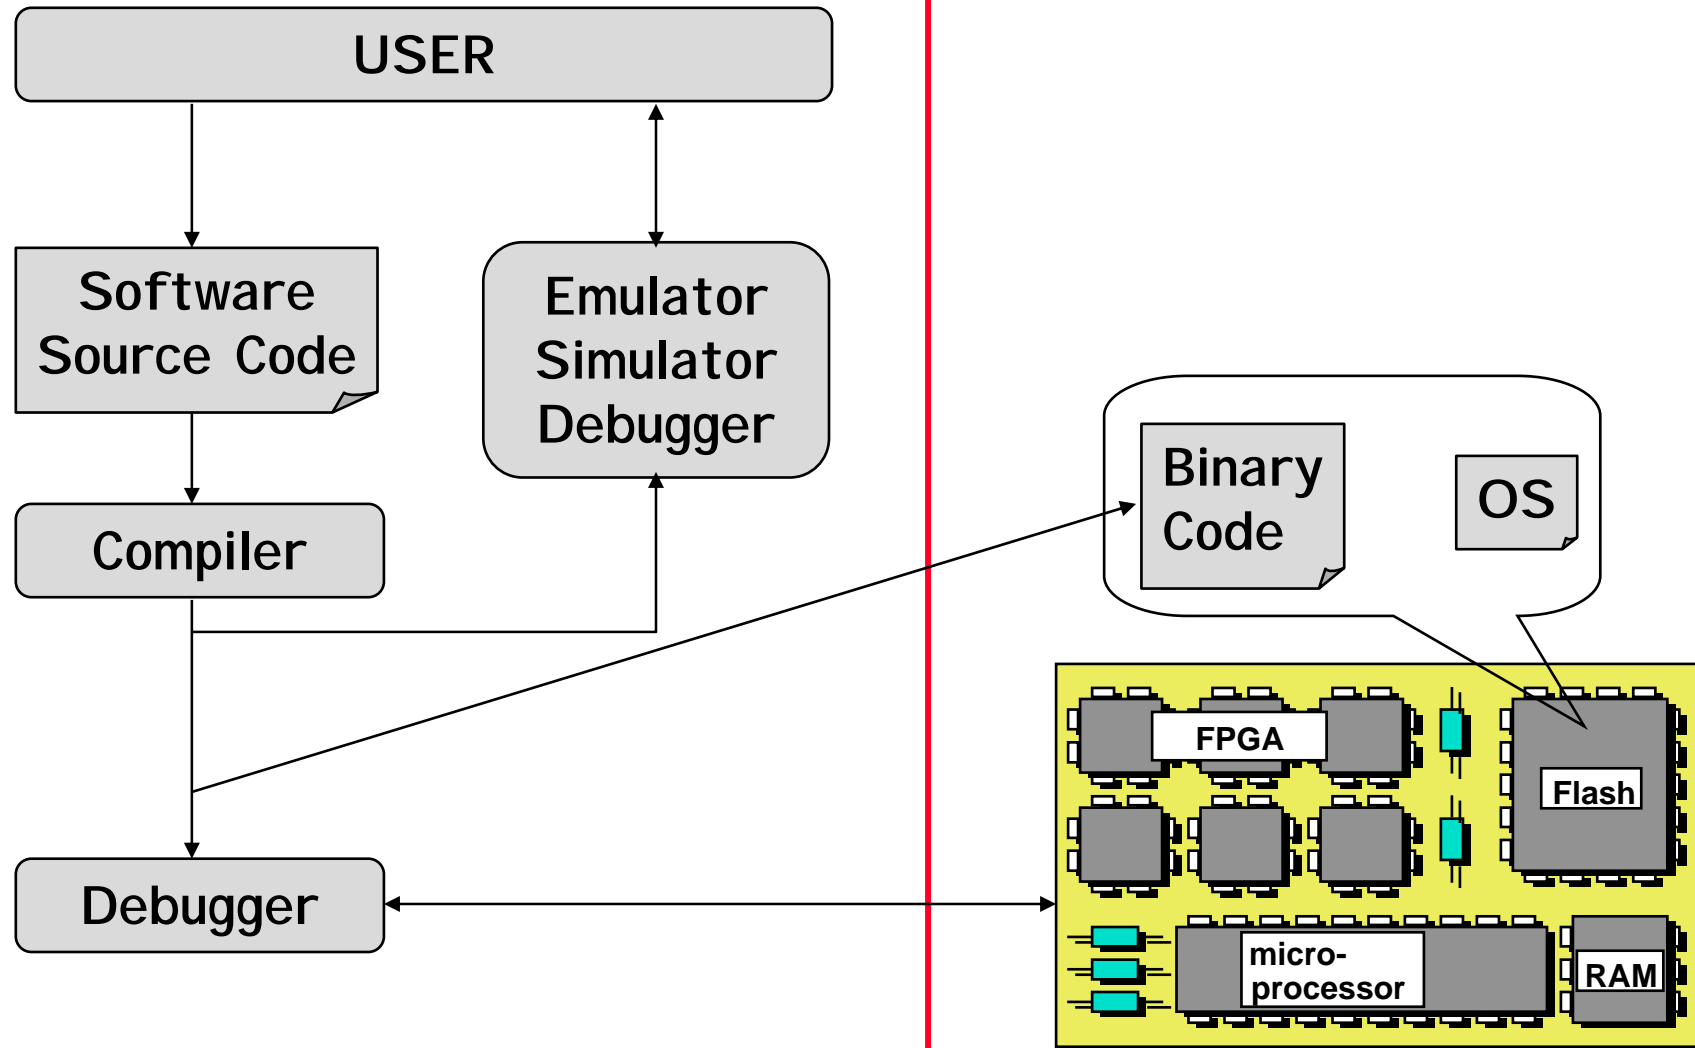 USER
Software
Source Code
Emulator
Simulator
Debugger
Compiler
Debugger
Binary
Code
OS
FPGA
Flash
micro-
processor
RAM